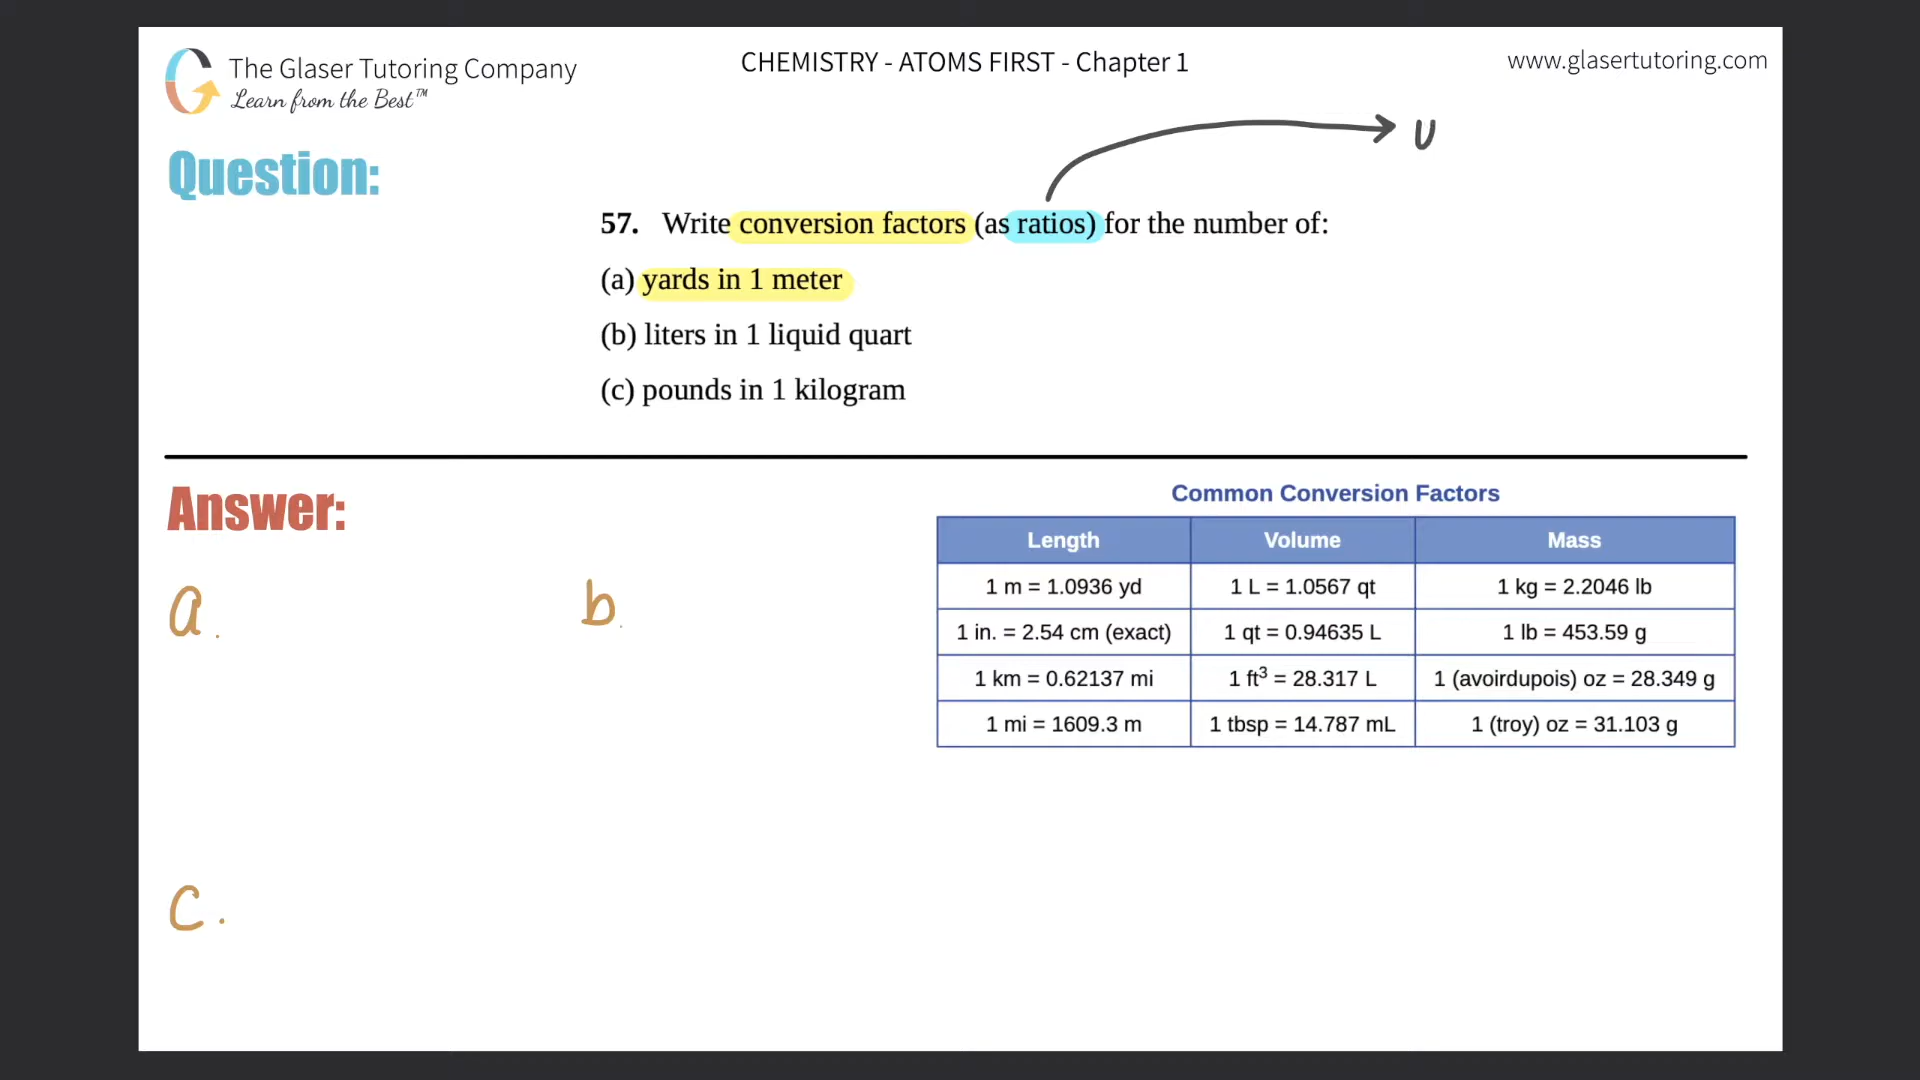 The Glaser Tutoring Company
Learn from the Best™
CHEMISTRY - ATOMS FIRST - Chapter 1
www.glasertutoring.com
U
Question:
57. Write conversion factors (as ratios) for the number of:
(a) yards in 1 meter
(b) liters in 1 liquid quart
(c) pounds in 1 kilogram
Answer:
a.
b.
c.
Common Conversion Factors
Length Volume Mass
1 m = 1.0936 yd 1 L = 1.0567 qt 1 kg = 2.2046 lb
1 in. = 2.54 cm (exact) 1 qt = 0.94635 L 1 lb = 453.59 g
1 km = 0.62137 mi 1 ft³ = 28.317 L 1 (avoirdupois) oz = 28.349 g
1 mi = 1609.3 m 1 tbsp = 14.787 mL 1 (troy) oz = 31.103 g